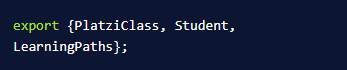 export {PlatziClass, Student,
LearningPaths};